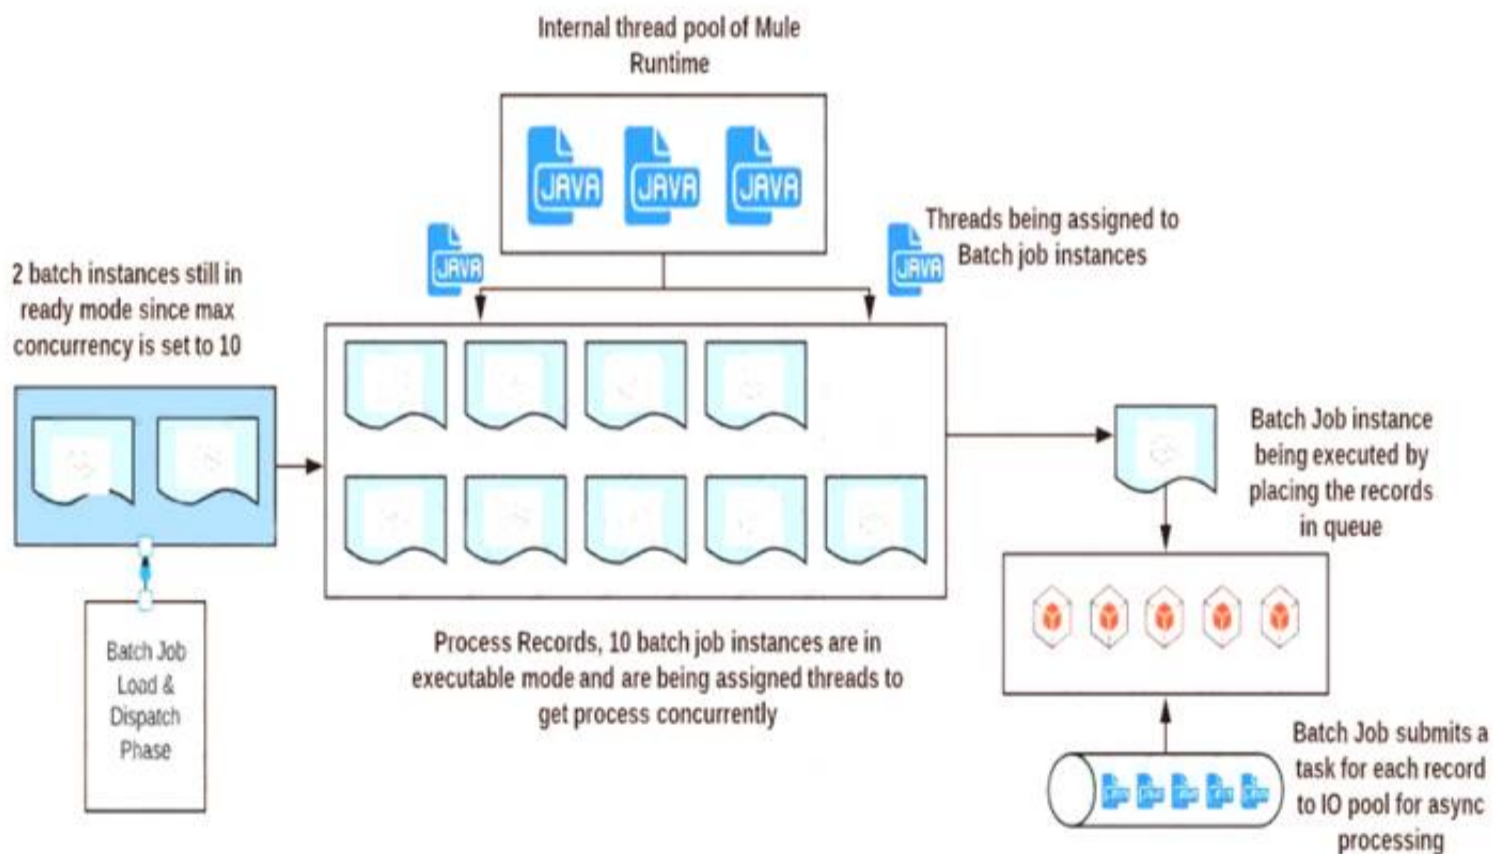 Internal thread pool of Mule
Runtime
JAVA
JAVA
JAVA
JAVA
JAVA
Threads being assigned to
Batch job instances
2 batch instances still in
ready mode since max
concurrency is set to 10
Batch Job instance
being executed by
placing the records
in queue
Batch Job
Load &
Dispatch
Phase
Process Records, 10 batch job instances are in
executable mode and are being assigned threads to
get process concurrently
Batch Job submits a
task for each record
to IO pool for async
processing